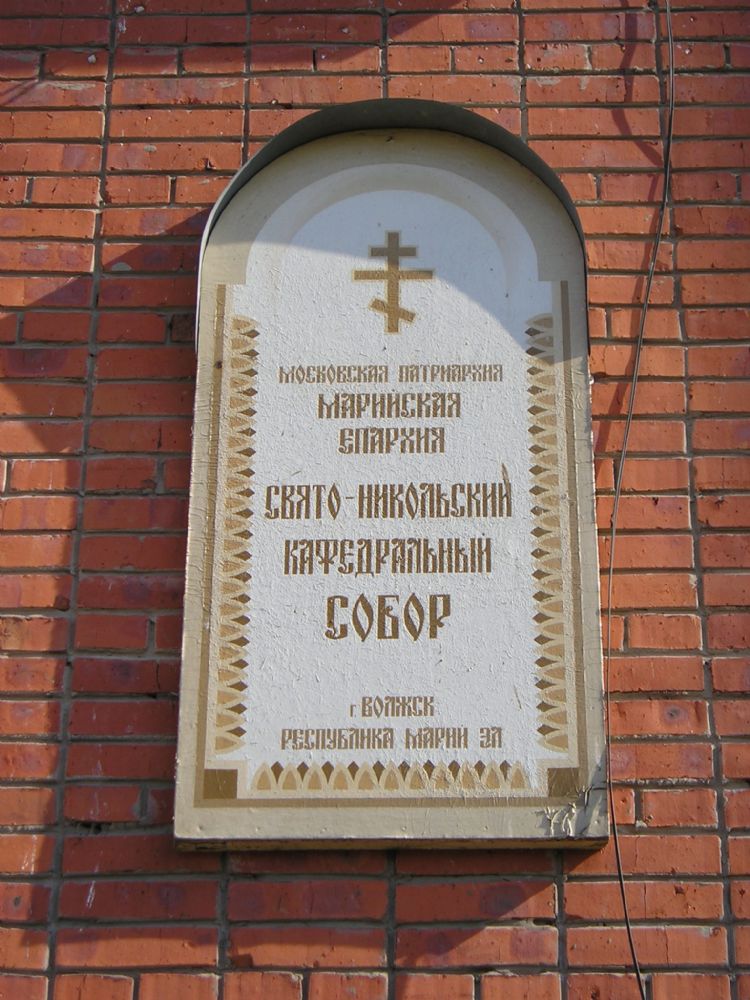 МОСКОВСКАЯ ПАТРИАРХИЯ
МАРИЙСКАЯ
ЕПАРХИЯ
СВЯТО-НИКОЛЬСКИЙ
КАФЕДРАЛЬНЫЙ
СОБОР
г. ВОЛЖСК
РЕСПУБЛИКА МАРИЙ ЭЛ